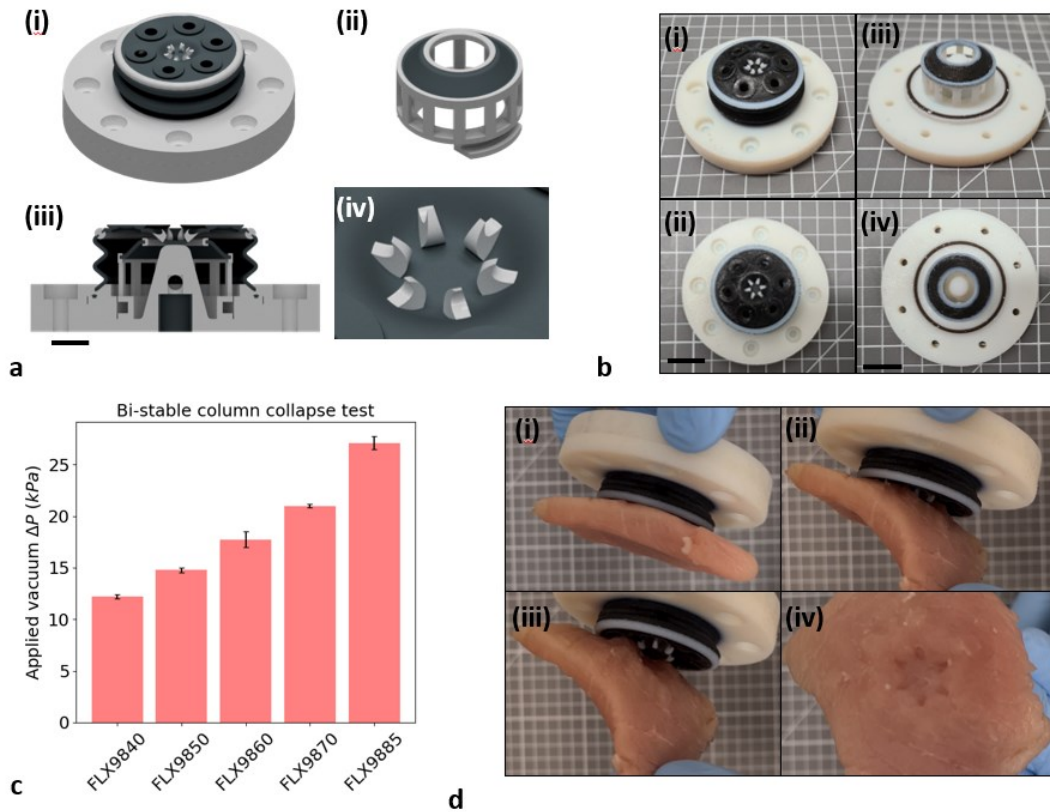 (i)
(ii)
(iii)
(iv)
a
(i)
(iii)
(ii)
(iv)
b
Bi-stable column collapse test
Applied vacuum ΔP (kPa)
25
20
15
10
5
0
FLX9840
FLX9850
FLX9860
FLX9870
FLX9885
c
(i)
(ii)
(iii)
(iv)
d